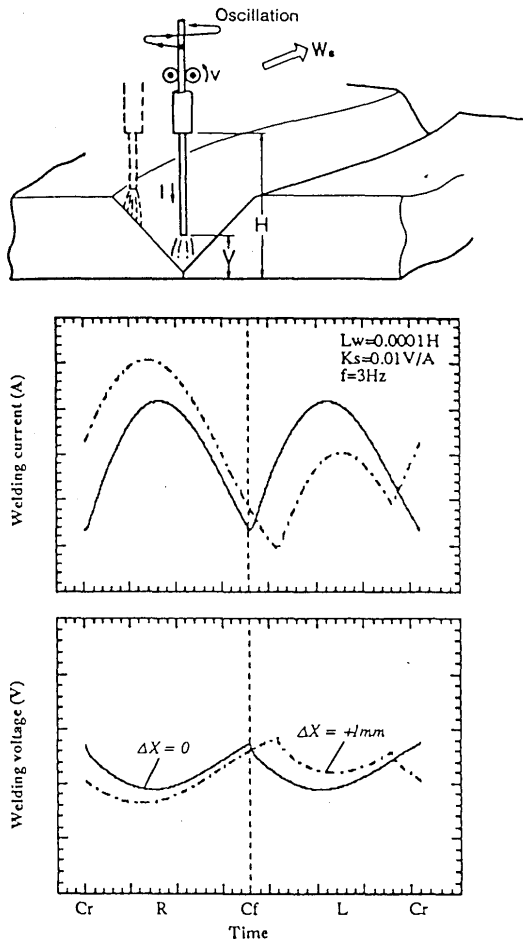 Oscillation
Ws
v
I
H
Y
Lw=0.0001H
Ks=0.01V/A
f=3Hz
Welding current (A)
Welding voltage (V)
ΔX = 0
ΔX = +1mm
Cr R Cf L Cr
Time